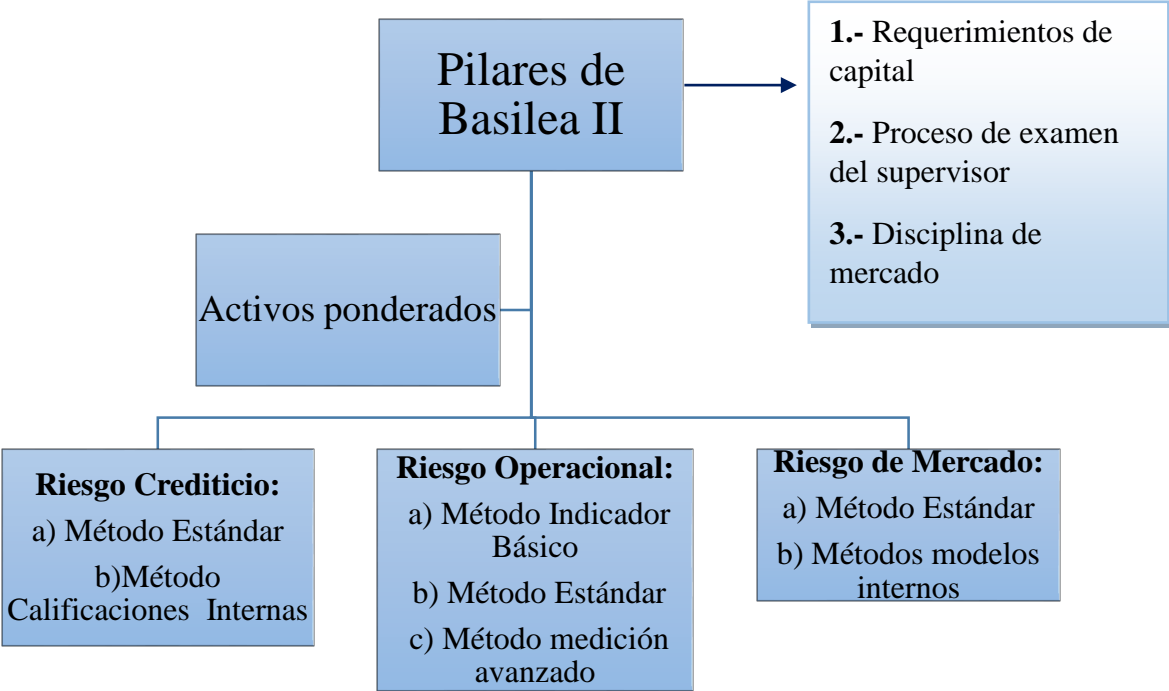 Pilares de
Basilea II
1.- Requerimientos de
capital
2.- Proceso de examen
del supervisor
3.- Disciplina de
mercado
Activos ponderados
Riesgo Crediticio:
a) Método Estándar
b)Método
Calificaciones Internas
Riesgo Operacional:
a) Método Indicador
Básico
b) Método Estándar
c) Método medición
avanzado
Riesgo de Mercado:
a) Método Estándar
b) Métodos modelos
internos